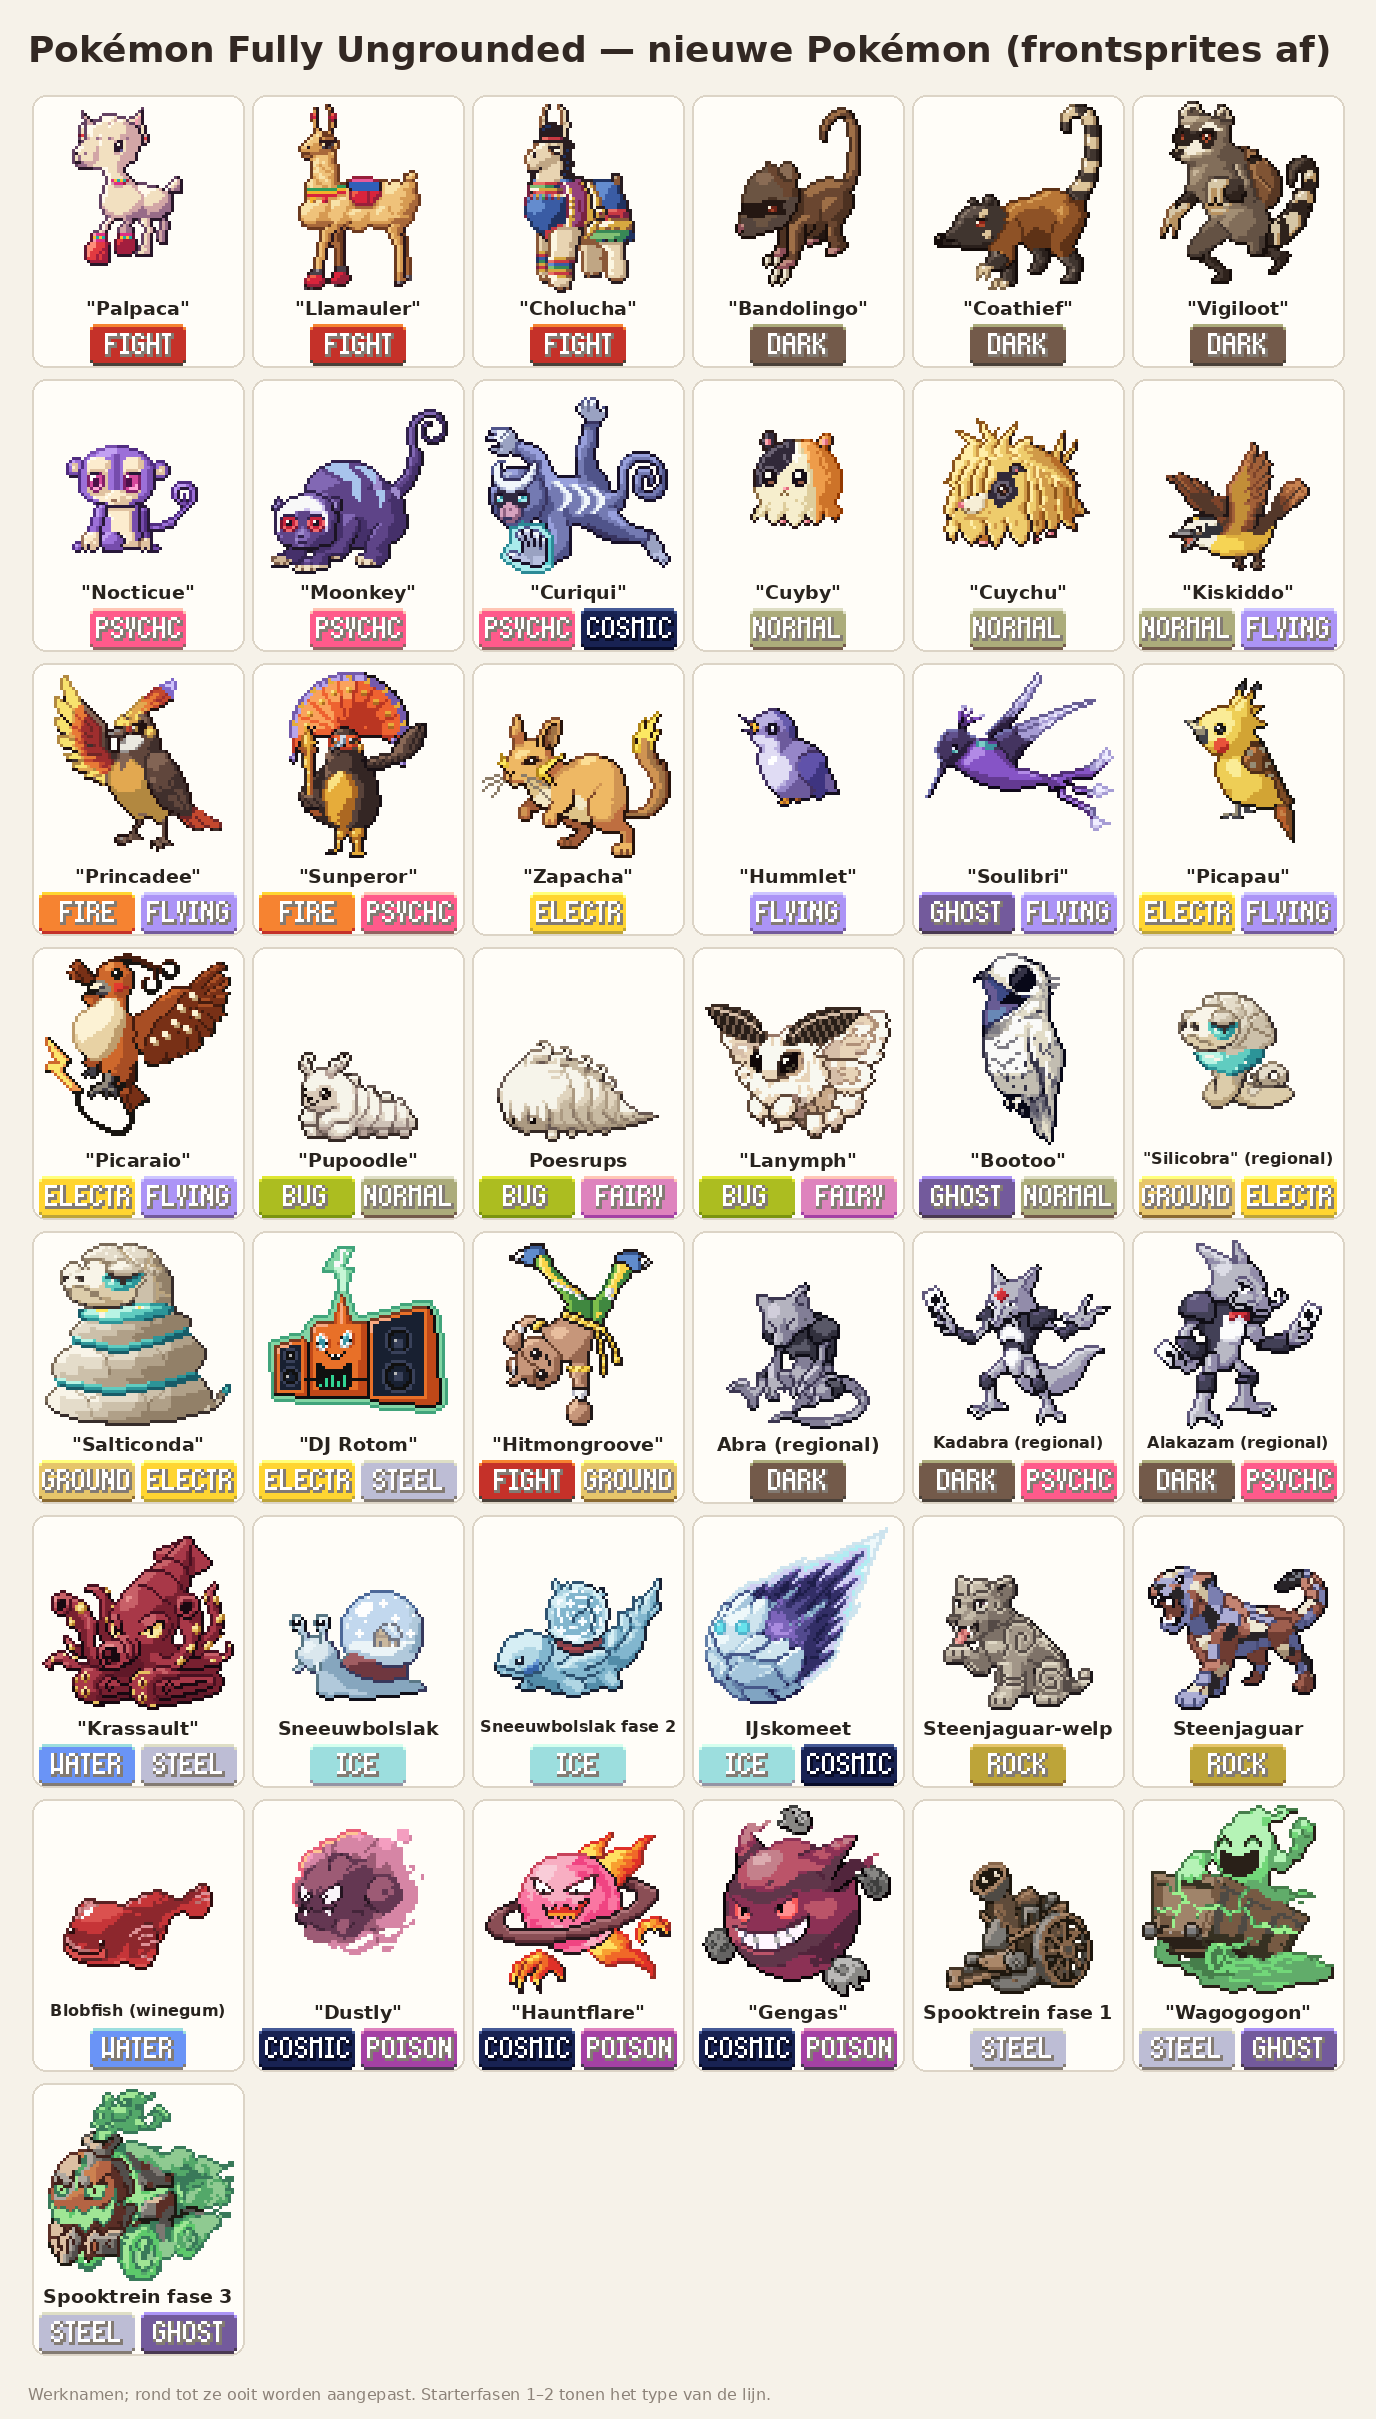 Pokémon Fully Ungrounded — nieuwe Pokémon (frontsprites af)
"Palpaca" "Llamauler" "Cholucha" "Bandolingo" "Coathief" "Vigiloot"
FIGHT FIGHT FIGHT DARK DARK DARK
"Nocticue" "Moonkey" "Curiqui" "Cuyby" "Cuychu" "Kiskiddo"
PSYCHC PSYCHC PSYCHC COSMIC NORMAL NORMAL NORMAL FLYING
"Princadee" "Sunperor" "Zapacha" "Hummlet" "Soulibri" "Picapau"
FIRE FLYING FIRE PSYCHC ELECTR FLYING GHOST FLYING ELECTR FLYING
"Picaraio" "Pupoodle" Poesrups "Lanymph" "Bootoo" "Silicobra" (regional)
ELECTR FLYING BUG NORMAL BUG FAIRY BUG FAIRY GHOST NORMAL GROUND ELECTR
"Salticonda" "DJ Rotom" "Hitmongroove" Abra (regional) Kadabra (regional) Alakazam (regional)
GROUND ELECTR ELECTR STEEL FIGHT GROUND DARK DARK PSYCHC DARK PSYCHC
"Krassault" Sneeuwbolslak Sneeuwbolslak fase 2 IJskomeet Steenjaguar-welp Steenjaguar
WATER STEEL ICE ICE ICE COSMIC ROCK ROCK
Blobfish (winegum) "Dustly" "Hauntflare" "Gengas" Spooktrein fase 1 "Wagogogon"
WATER COSMIC POISON COSMIC POISON COSMIC POISON STEEL STEEL GHOST
Spooktrein fase 3
STEEL GHOST
Werknamen; rond tot ze ooit worden aangepast. Starterfasen 1–2 tonen het type van de lijn.